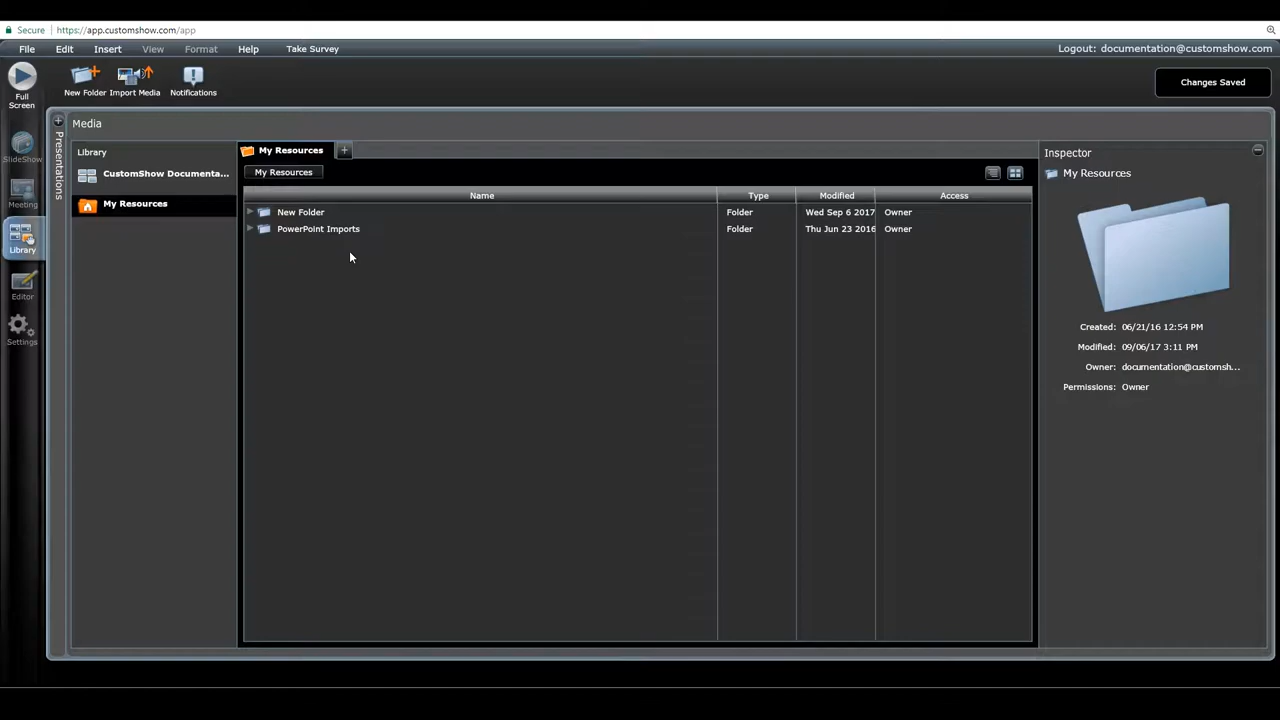 Secure https://app.customshow.com/app
File Edit Insert View Format Help Take Survey Logout: documentation@customshow.com
Full Screen
New Folder Import Media Notifications
Changes Saved
SlideShow
Meeting
Library
Editor
Settings
Presentations
Media
Library
CustomShow Documenta...
My Resources
My Resources +
My Resources
Name Type Modified Access
New Folder Folder Wed Sep 6 2017 Owner
PowerPoint Imports Folder Thu Jun 23 2016 Owner
Inspector
My Resources
Created: 06/21/16 12:54 PM
Modified: 09/06/17 3:11 PM
Owner: documentation@customsh...
Permissions: Owner